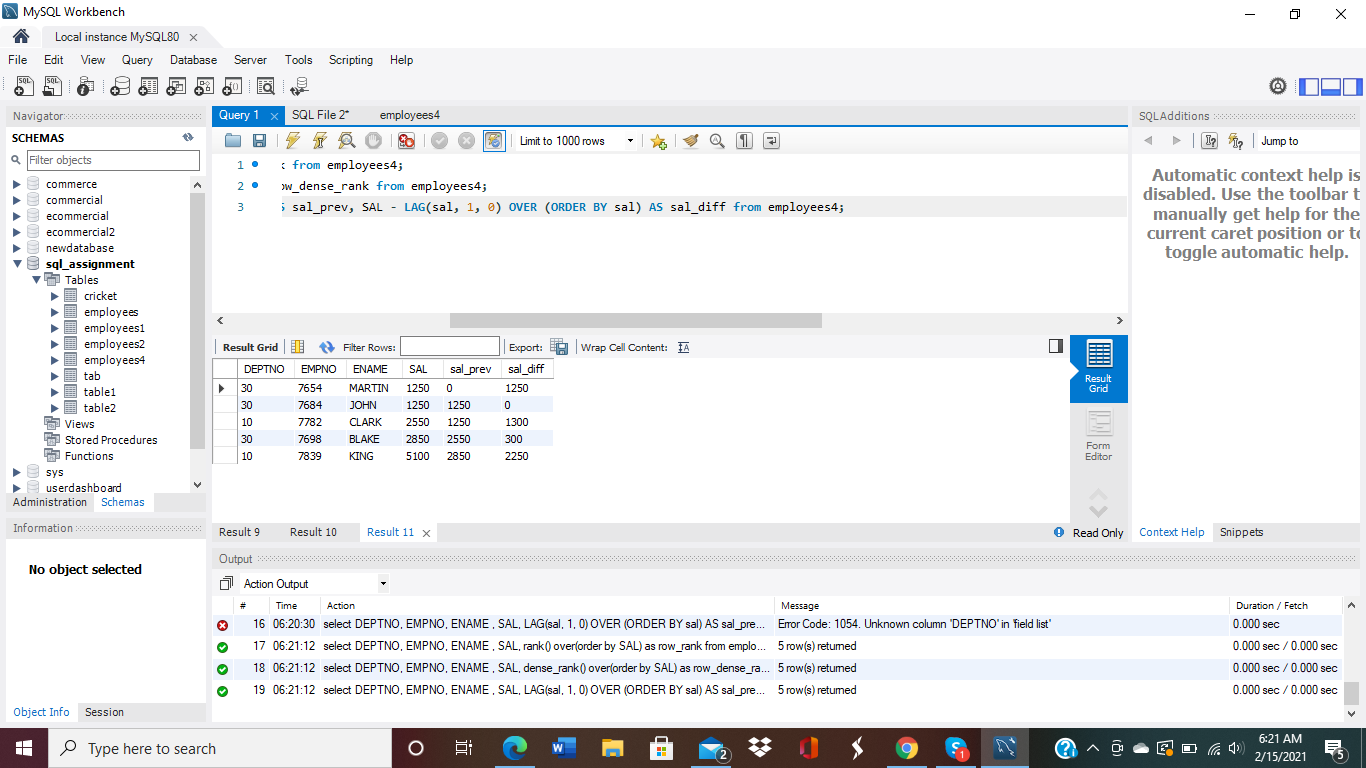 MySQL Workbench
Local instance MySQL80
File Edit View Query Database Server Tools Scripting Help
Navigator
SCHEMAS
Filter objects
commerce
commercial
ecommercial
ecommercial2
newdatabase
sql_assignment
Tables
cricket
employees
employees1
employees2
employees4
tab
table1
table2
Views
Stored Procedures
Functions
sys
userdashboard
Administration Schemas
Information
No object selected
Object Info Session
Query 1 SQL File 2* employees4
Limit to 1000 rows
1 k from employees4;
2 ow_dense_rank from employees4;
3 S sal_prev, SAL - LAG(sal, 1, 0) OVER (ORDER BY sal) AS sal_diff from employees4;
Result Grid Filter Rows: Export: Wrap Cell Content:
DEPTNO EMPNO ENAME SAL sal_prev sal_diff
30 7654 MARTIN 1250 0 1250
30 7684 JOHN 1250 1250 0
10 7782 CLARK 2550 1250 1300
30 7698 BLAKE 2850 2550 300
10 7839 KING 5100 2850 2250
Result
Grid
Form
Editor
Result 9 Result 10 Result 11
Read Only
SQLAdditions
Jump to
Automatic context help is
disabled. Use the toolbar t
manually get help for the
current caret position or to
toggle automatic help.
Context Help Snippets
Output
Action Output
# Time Action Message Duration / Fetch
16 06:20:30 select DEPTNO, EMPNO, ENAME , SAL, LAG(sal, 1, 0) OVER (ORDER BY sal) AS sal_pre... Error Code: 1054. Unknown column 'DEPTNO' in 'field list' 0.000 sec
17 06:21:12 select DEPTNO, EMPNO, ENAME , SAL, rank() over(order by SAL) as row_rank from emplo... 5 row(s) returned 0.000 sec / 0.000 sec
18 06:21:12 select DEPTNO, EMPNO, ENAME , SAL, dense_rank() over(order by SAL) as row_dense_ra... 5 row(s) returned 0.000 sec / 0.000 sec
19 06:21:12 select DEPTNO, EMPNO, ENAME , SAL, LAG(sal, 1, 0) OVER (ORDER BY sal) AS sal_pre... 5 row(s) returned 0.000 sec / 0.000 sec
Type here to search
2
1
6:21 AM
2/15/2021
5